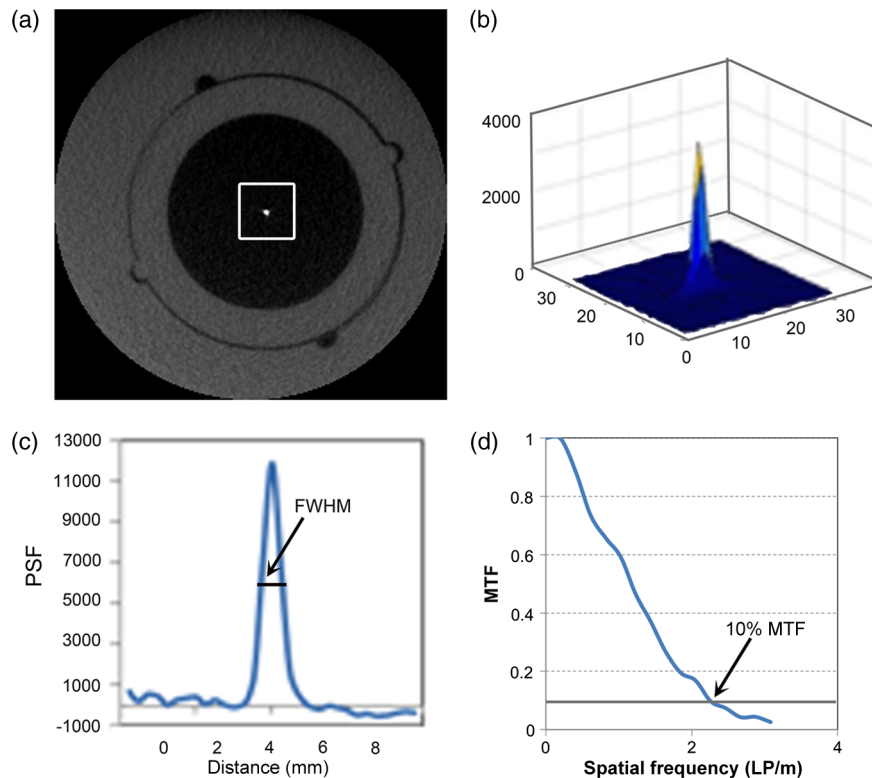 (a)
(b)
4000
2000
0
30
20
10
0
10
20
30
(c)
13000
11000
9000
7000
5000
3000
1000
-1000
PSF
FWHM
0 2 4 6 8
Distance (mm)
(d)
1
0.8
0.6
0.4
0.2
0
MTF
10% MTF
0 2 4
Spatial frequency (LP/m)